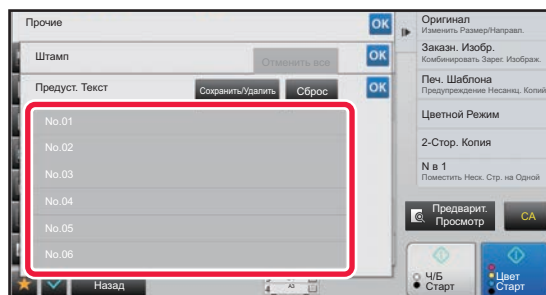 Прочие
OK
Штамп
Отменить все
OK
Предуст. Текст
Сохранить/Удалить
Сброс
OK
No.01
No.02
No.03
No.04
No.05
No.06
Назад
A3
Оригинал
Изменить Размер/Направл.
Заказн. Изобр.
Комбинировать Зарег. Изображ.
Печ. Шаблона
Предупреждение Несанкц. Копий
Цветной Режим
2-Стор. Копия
N в 1
Поместить Неск. Стр. на Одной
Предварит.
Просмотр
CA
Ч/Б
Старт
Цвет
Старт